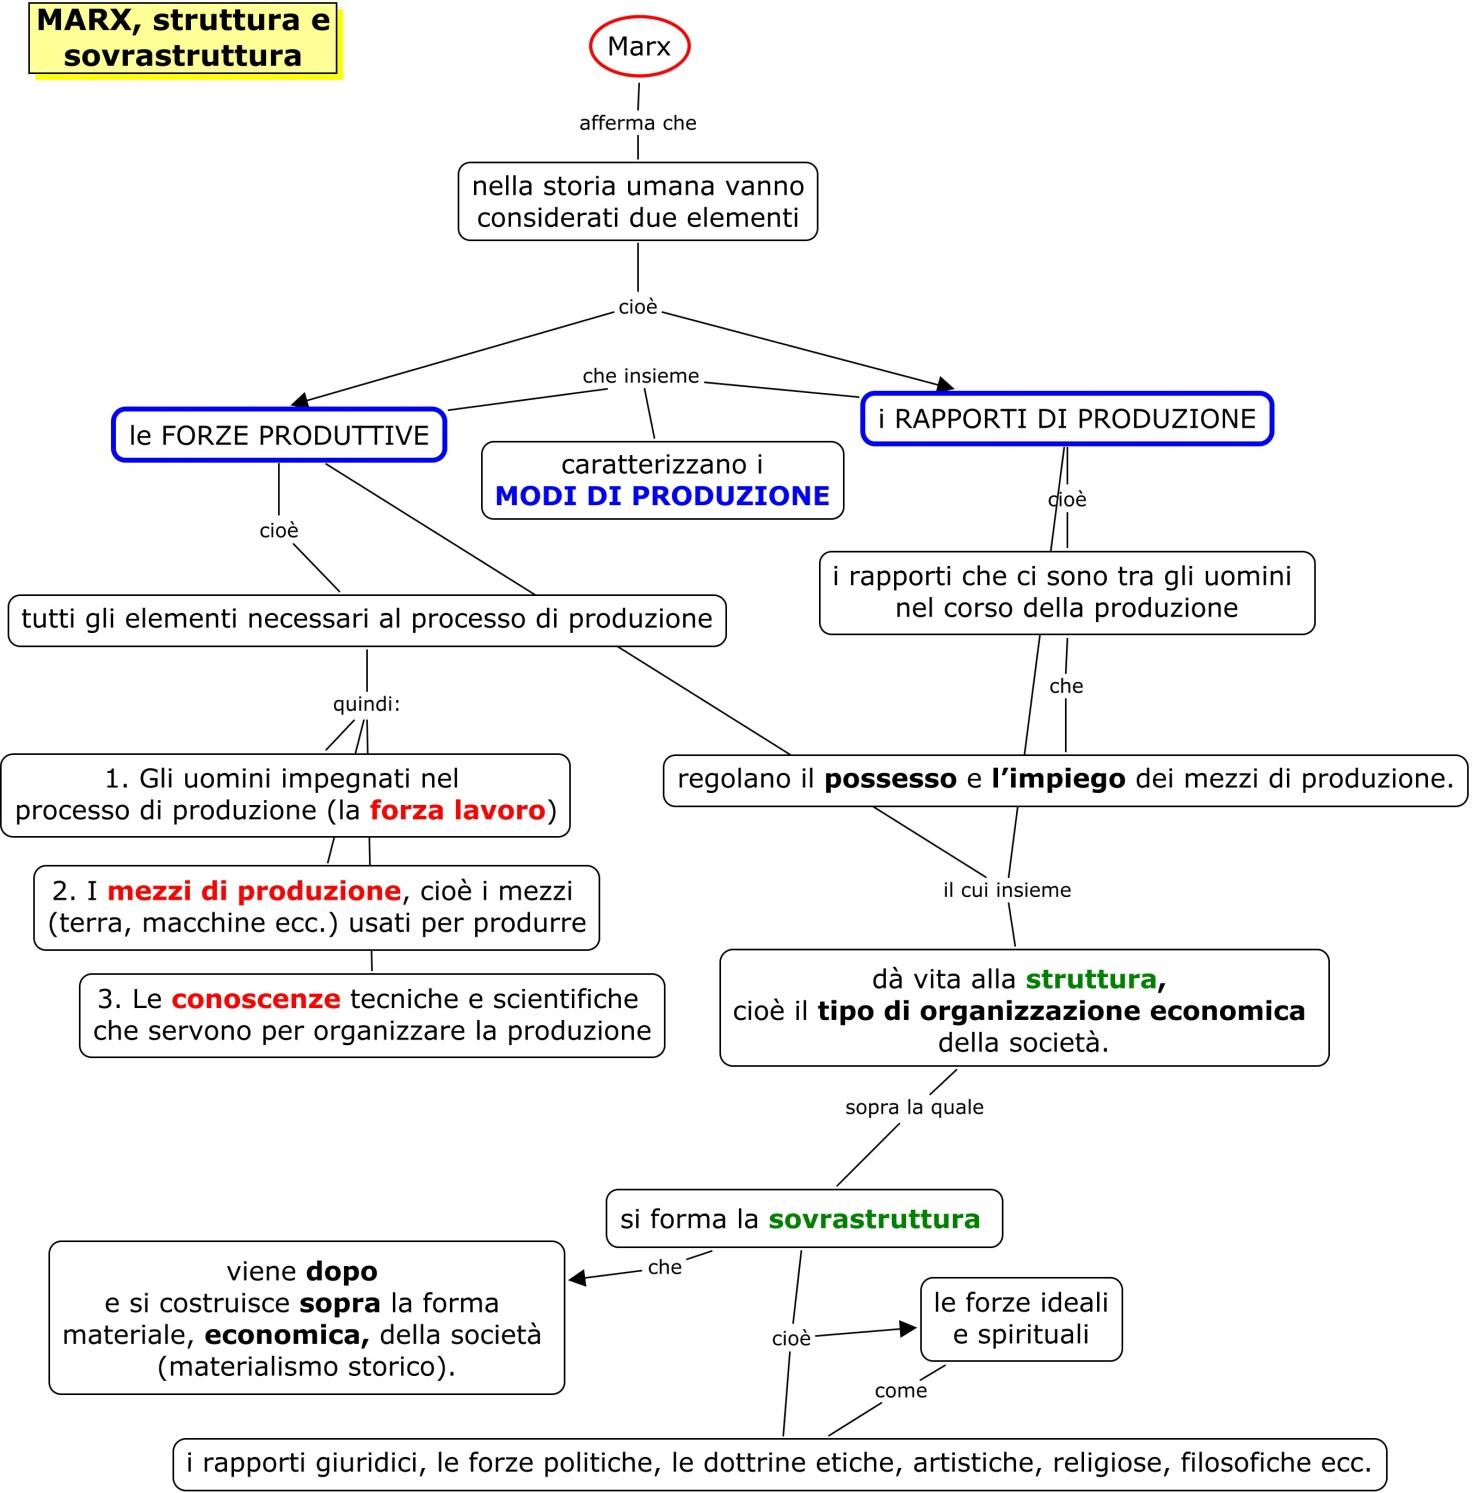 MARX, struttura e
sovrastruttura
Marx
afferma che
nella storia umana vanno
considerati due elementi
cioè
che insieme
le FORZE PRODUTTIVE
i RAPPORTI DI PRODUZIONE
caratterizzano i
MODI DI PRODUZIONE
cioè
cioè
tutti gli elementi necessari al processo di produzione
i rapporti che ci sono tra gli uomini
nel corso della produzione
quindi:
che
1. Gli uomini impegnati nel
processo di produzione (la forza lavoro)
regolano il possesso e l’impiego dei mezzi di produzione.
2. I mezzi di produzione, cioè i mezzi
(terra, macchine ecc.) usati per produrre
il cui insieme
3. Le conoscenze tecniche e scientifiche
che servono per organizzare la produzione
dà vita alla struttura,
cioè il tipo di organizzazione economica
della società.
sopra la quale
si forma la sovrastruttura
che
viene dopo
e si costruisce sopra la forma
materiale, economica, della società
(materialismo storico).
cioè
le forze ideali
e spirituali
come
i rapporti giuridici, le forze politiche, le dottrine etiche, artistiche, religiose, filosofiche ecc.